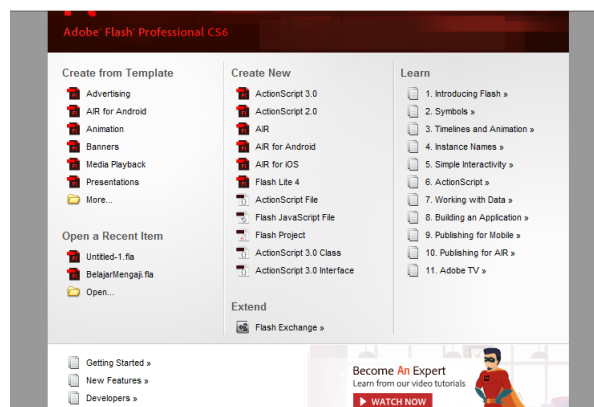 Adobe® Flash® Professional CS6
Create from Template
Advertising
AIR for Android
Animation
Banners
Media Playback
Presentations
More...
Open a Recent Item
Untitled-1.fla
BelajarMengaji.fla
Open...
Create New
ActionScript 3.0
ActionScript 2.0
AIR
AIR for Android
AIR for iOS
Flash Lite 4
ActionScript File
Flash JavaScript File
Flash Project
ActionScript 3.0 Class
ActionScript 3.0 Interface
Extend
Flash Exchange »
Learn
1. Introducing Flash »
2. Symbols »
3. Timelines and Animation »
4. Instance Names »
5. Simple Interactivity »
6. ActionScript »
7. Working with Data »
8. Building an Application »
9. Publishing for Mobile »
10. Publishing for AIR »
11. Adobe TV »
Getting Started »
New Features »
Developers »
Become An Expert
Learn from our video tutorials
WATCH NOW